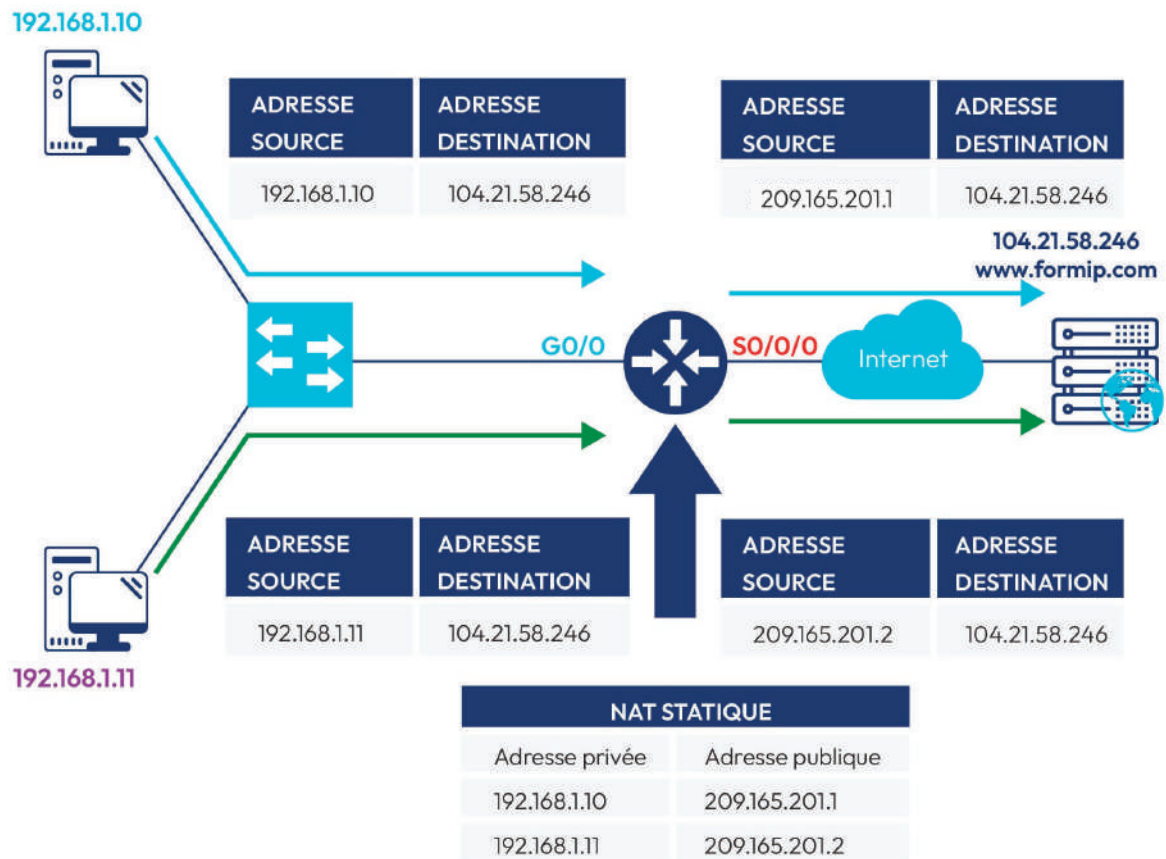 192.168.1.10
ADRESSE SOURCE
ADRESSE DESTINATION
192.168.1.10
104.21.58.246
ADRESSE SOURCE
ADRESSE DESTINATION
209.165.201.1
104.21.58.246
104.21.58.246
www.formip.com
G0/0
S0/0/0
Internet
ADRESSE SOURCE
ADRESSE DESTINATION
192.168.1.11
104.21.58.246
ADRESSE SOURCE
ADRESSE DESTINATION
209.165.201.2
104.21.58.246
192.168.1.11
NAT STATIQUE
Adresse privée
Adresse publique
192.168.1.10
209.165.201.1
192.168.1.11
209.165.201.2